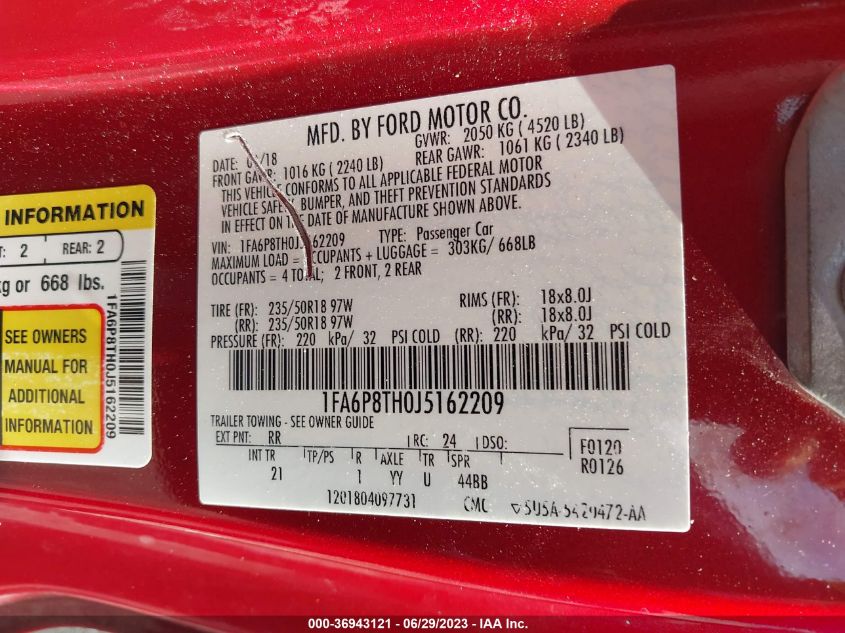 INFORMATION
2 REAR: 2
kg or 668 lbs.
SEE OWNERS
MANUAL FOR
ADDITIONAL
INFORMATION
1FA6P8TH0J5162209
MFD. BY FORD MOTOR CO.
DATE: /18 GVWR: 2050 KG ( 4520 LB)
FRONT GAWR: 1016 KG ( 2240 LB) REAR GAWR: 1061 KG ( 2340 LB)
THIS VEHICLE CONFORMS TO ALL APPLICABLE FEDERAL MOTOR
VEHICLE SAFETY, BUMPER, AND THEFT PREVENTION STANDARDS
IN EFFECT ON THE DATE OF MANUFACTURE SHOWN ABOVE.
VIN: 1FA6P8TH0J5162209 TYPE: Passenger Car
MAXIMUM LOAD = OCCUPANTS + LUGGAGE = 303KG/ 668LB
OCCUPANTS = 4 TOTAL; 2 FRONT, 2 REAR
TIRE (FR): 235/50R18 97W RIMS (FR): 18x8.0J
(RR): 235/50R18 97W (RR): 18x8.0J
PRESSURE (FR): 220 kPa/ 32 PSI COLD (RR): 220 kPa/ 32 PSI COLD
1FA6P8TH0J5162209
TRAILER TOWING - SEE OWNER GUIDE
EXT PNT: RR RC: 24 DSO: F0120
INT TR TP/PS R AXLE TR SPR R0126
21 1 YY U 44BB
1201804097731 CMC
000-36943121 - 06/29/2023 - IAA Inc.